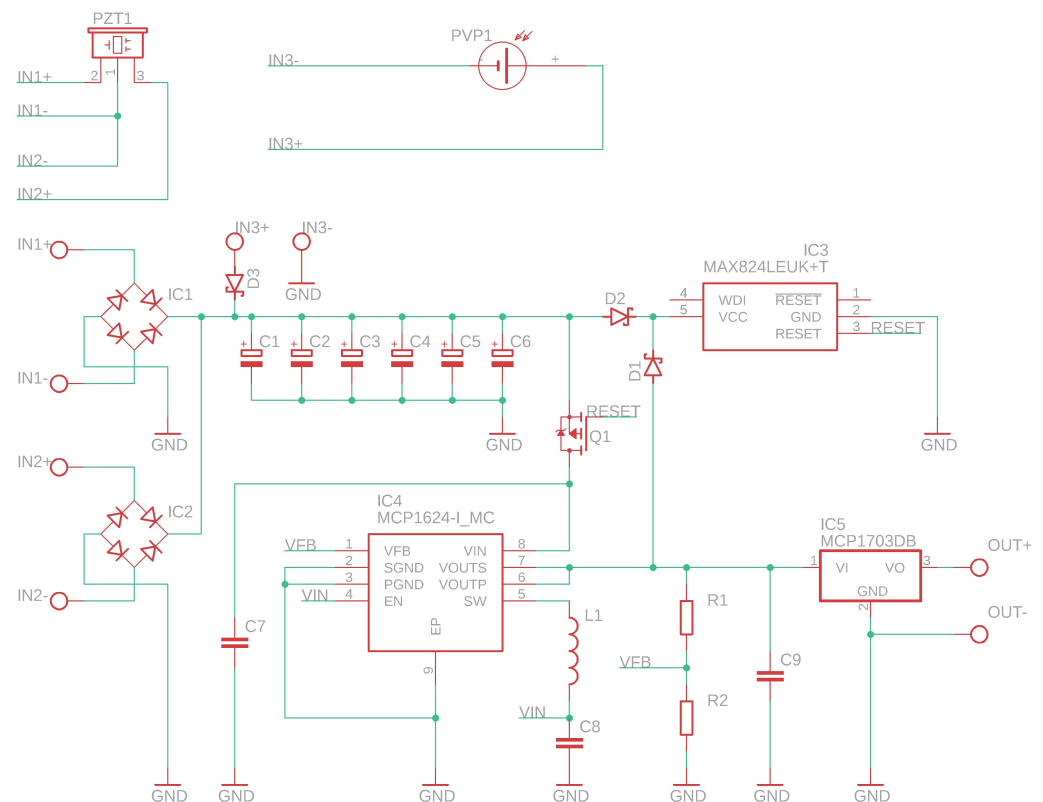 PZT1
PVP1
IN1+
2
1
3
IN3-
-
+
IN1-
IN3+
IN2-
IN2+
IN3+
IN3-
IN1+
IC3
MAX824LEUK+T
D3
IC1
GND
D2
4
WDI
RESET
1
5
VCC
GND
2
RESET
3
RESET
+
C1
+
C2
+
C3
+
C4
+
C5
+
C6
D1
IN1-
RESET
Q1
GND
GND
GND
IN2+
IC4
MCP1624-I_MC
IC2
IC5
MCP1703DB
VFB
1
VFB
VIN
8
OUT+
2
SGND
VOUTS
7
1
VI
VO
3
3
PGND
VOUTP
6
GND
IN2-
VIN
4
EN
SW
5
2
R1
OUT-
EP
L1
C7
9
VFB
C9
R2
VIN
C8
GND
GND
GND
GND
GND
GND
GND